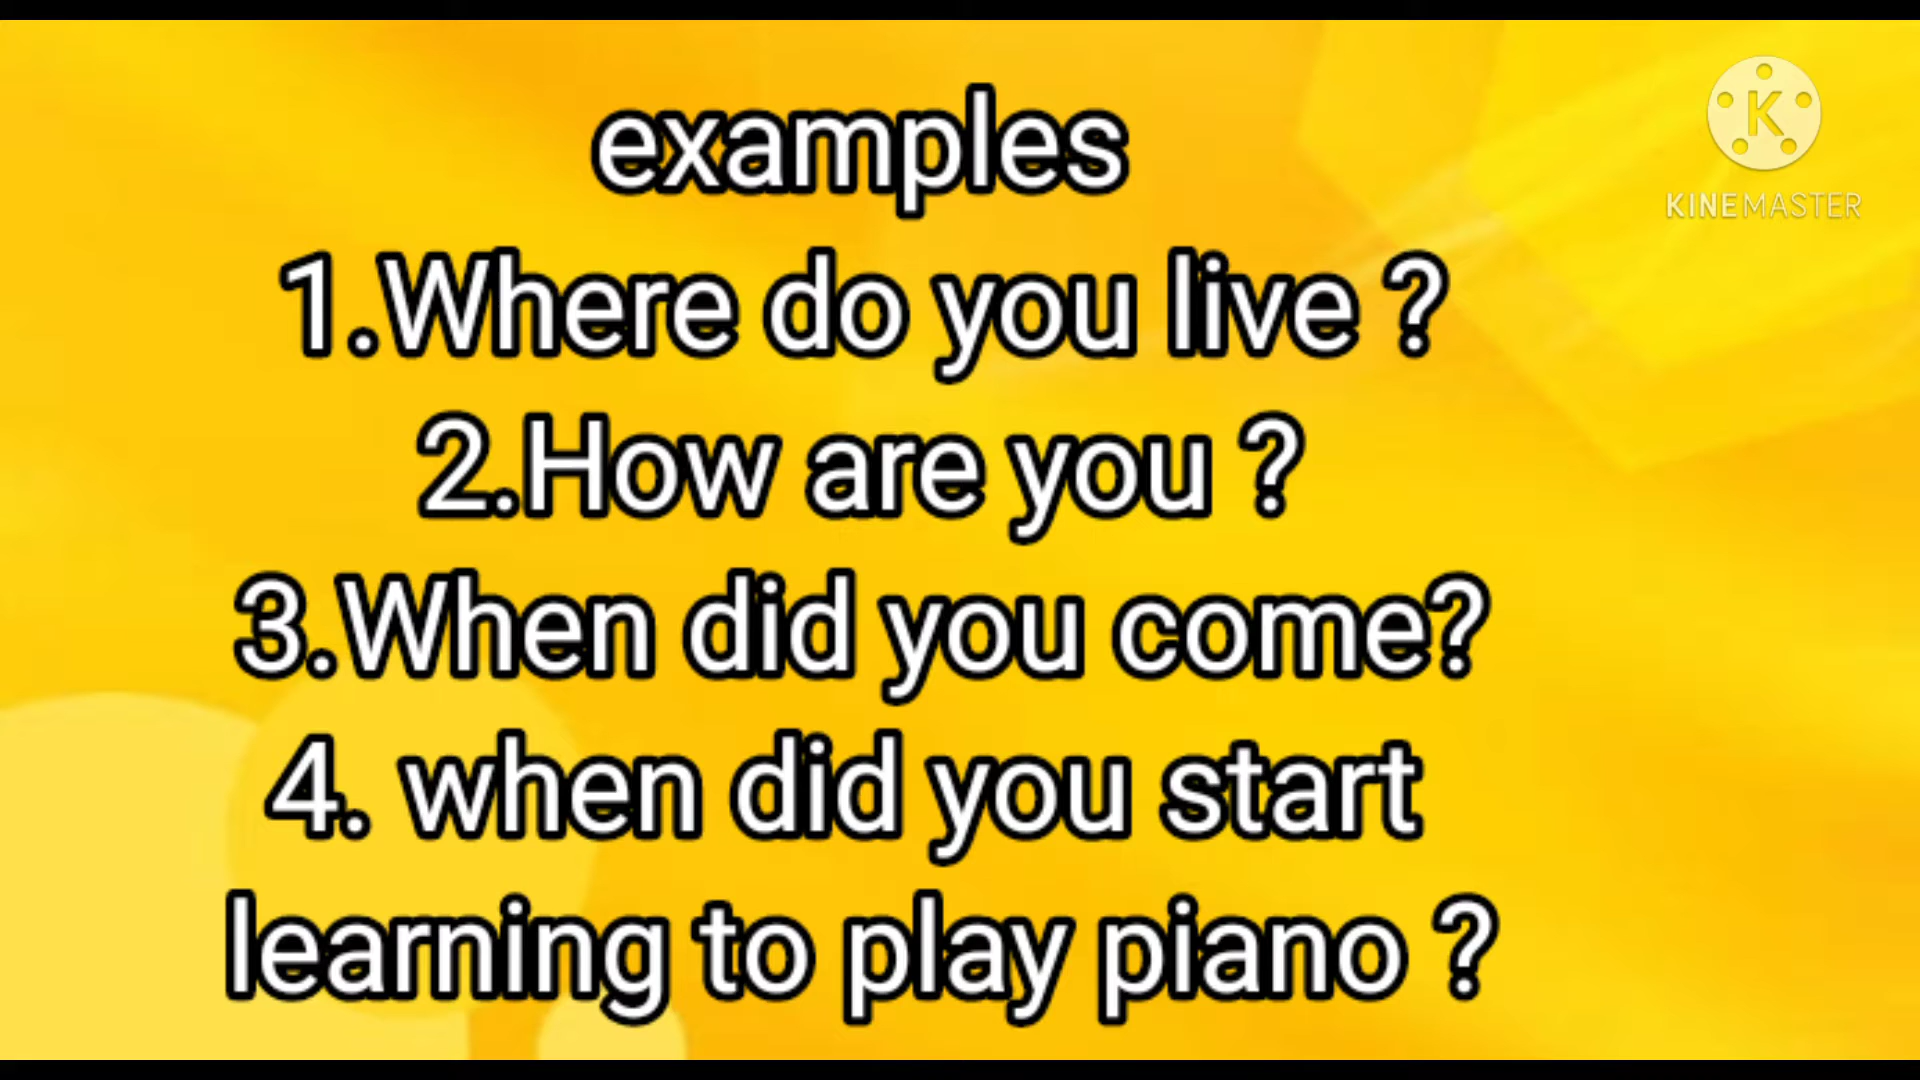 examples
1.Where do you live ?
2.How are you ?
3.When did you come?
4. when did you start
learning to play piano ?
K
KINEMASTER